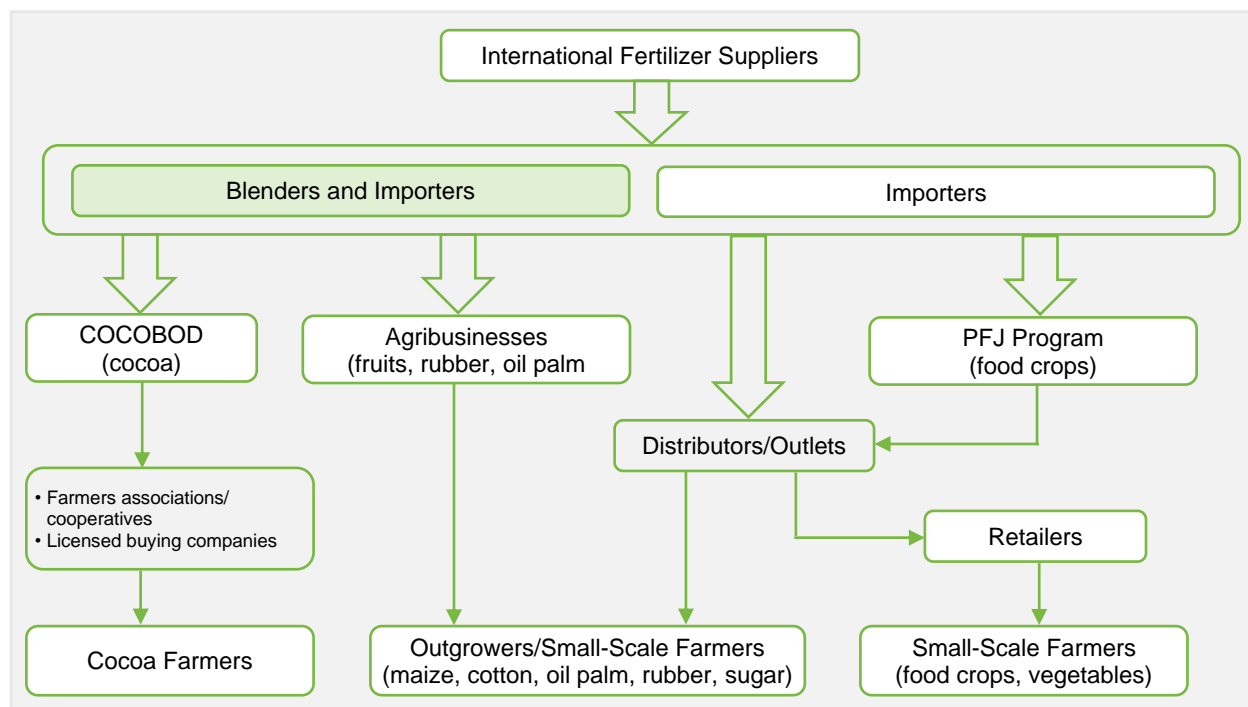 International Fertilizer Suppliers
Blenders and Importers
Importers
COCOBOD
(cocoa)
Agribusinesses
(fruits, rubber, oil palm
PFJ Program
(food crops)
Distributors/Outlets
• Farmers associations/
cooperatives
• Licensed buying companies
Retailers
Cocoa Farmers
Outgrowers/Small-Scale Farmers
(maize, cotton, oil palm, rubber, sugar)
Small-Scale Farmers
(food crops, vegetables)